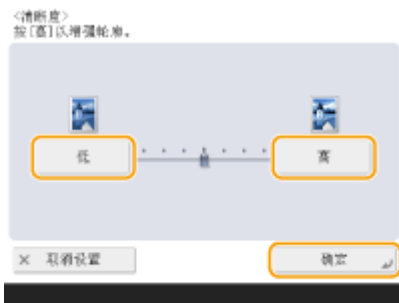 <清晰度>
按[高]以增强轮廓。
低
高
× 取消设置
确定